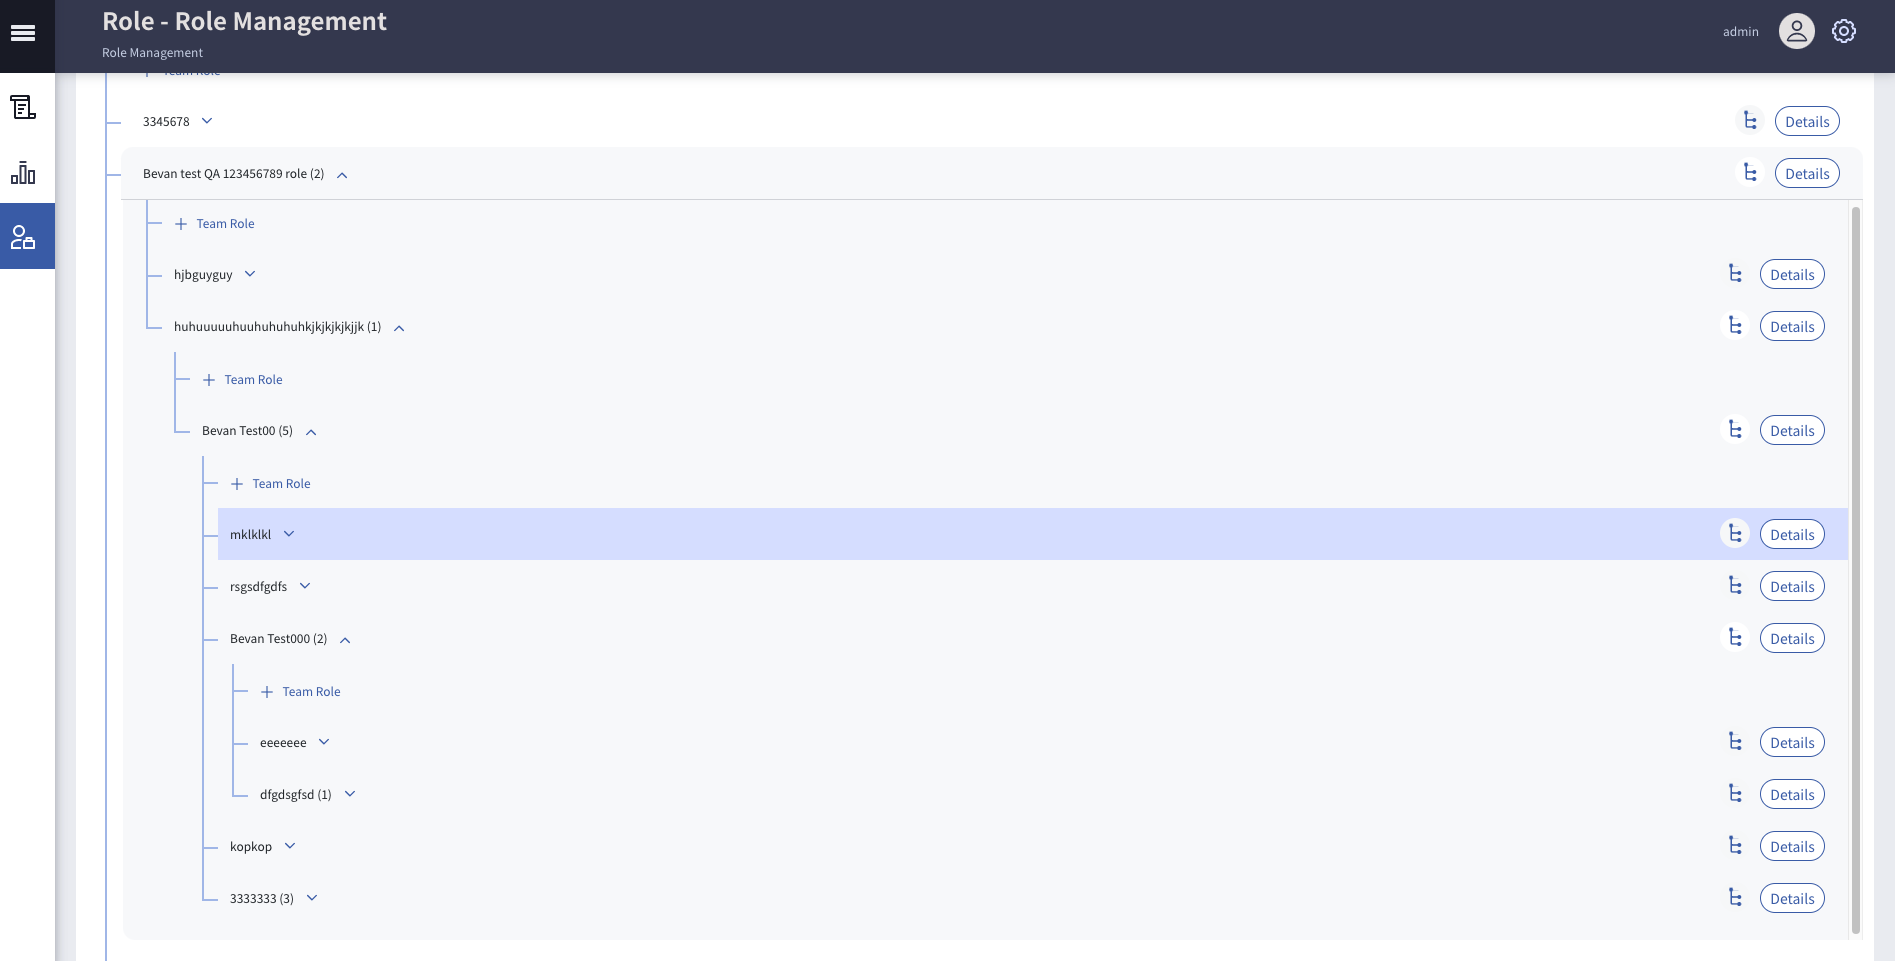 Role - Role Management
Role Management
admin
Team Role
3345678
Details
Bevan test QA 123456789 role (2)
Details
Team Role
hjbguyguy
Details
huhuuuuuhuuhuhuhuhkjkjkjkjkjjk (1)
Details
Team Role
Bevan Test00 (5)
Details
Team Role
mklklkl
Details
rsgsdfgdfs
Details
Bevan Test000 (2)
Details
Team Role
eeeeeee
Details
dfgdsgfsd (1)
Details
kopkop
Details
3333333 (3)
Details